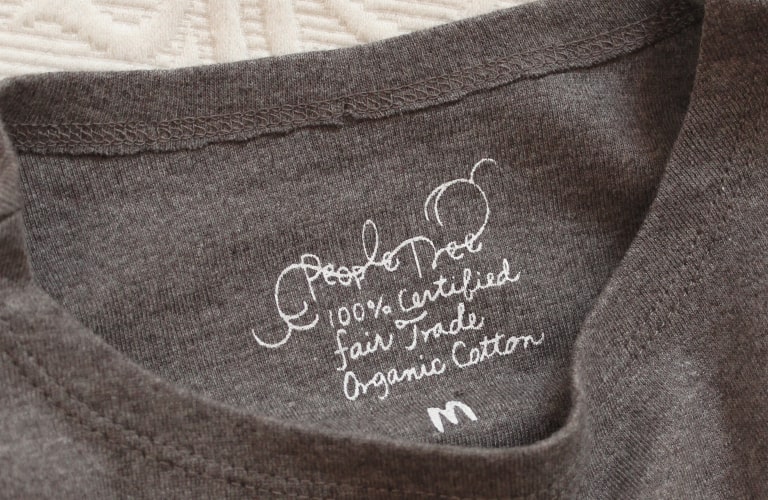 People Tree
100% Certified
fair Trade
Organic Cotton
M